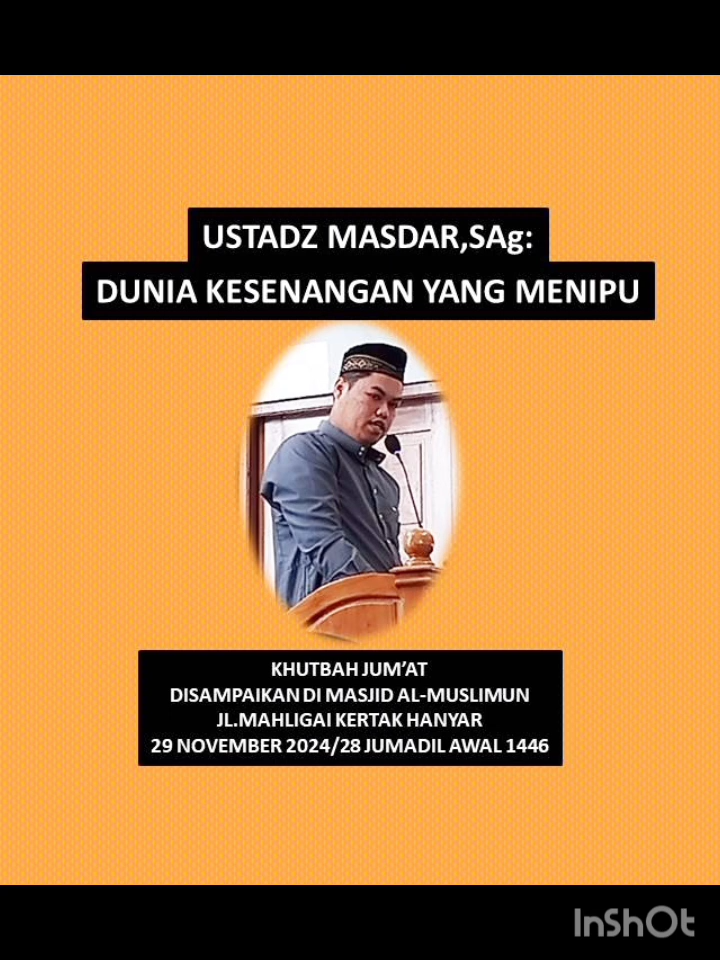 USTADZ MASDAR,SAg:
DUNIA KESENANGAN YANG MENIPU
KHUTBAH JUM’AT
DISAMPAIKAN DI MASJID AL-MUSLIMUN
JL.MAHLIGAI KERTAK HANYAR
29 NOVEMBER 2024/28 JUMADIL AWAL 1446
InShOt